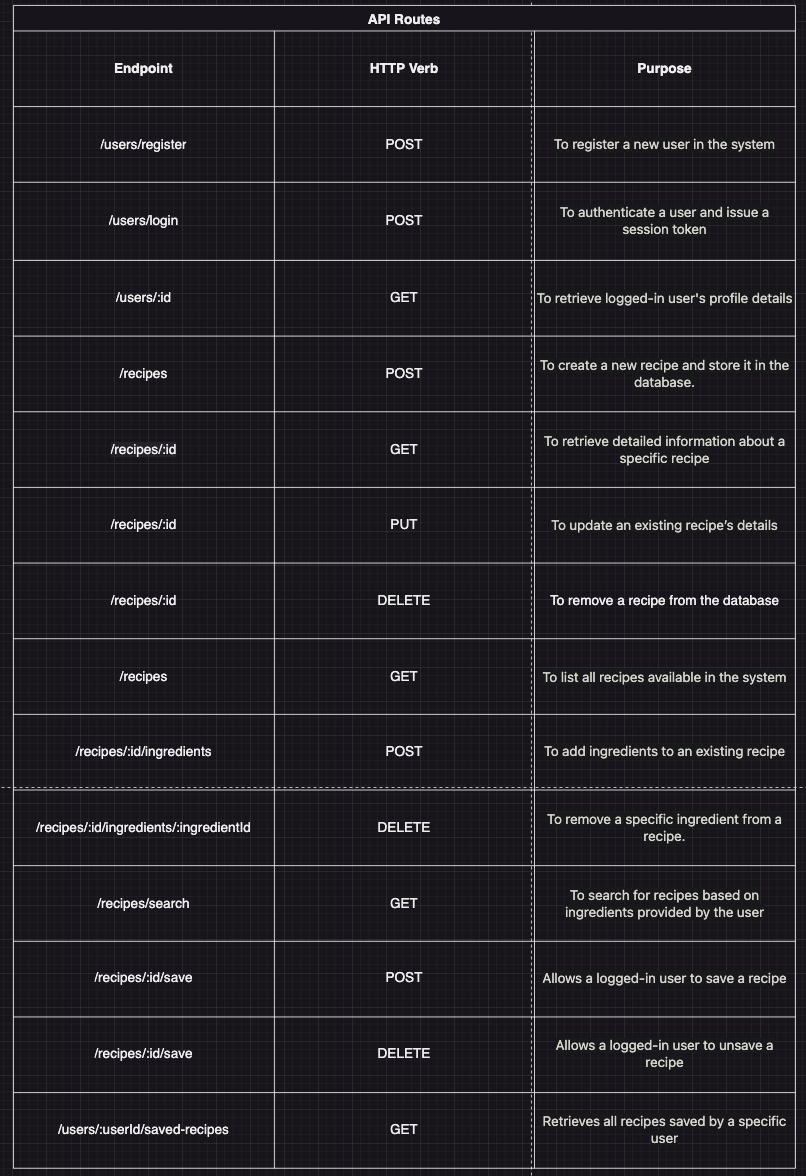 API Routes
Endpoint HTTP Verb Purpose
/users/register POST To register a new user in the system
/users/login POST To authenticate a user and issue a
session token
/users/:id GET To retrieve logged-in user's profile details
/recipes POST To create a new recipe and store it in the
database.
/recipes/:id GET To retrieve detailed information about a
specific recipe
/recipes/:id PUT To update an existing recipe’s details
/recipes/:id DELETE To remove a recipe from the database
/recipes GET To list all recipes available in the system
/recipes/:id/ingredients POST To add ingredients to an existing recipe
/recipes/:id/ingredients/:ingredientId DELETE To remove a specific ingredient from a
recipe.
/recipes/search GET To search for recipes based on
ingredients provided by the user
/recipes/:id/save POST Allows a logged-in user to save a recipe
/recipes/:id/save DELETE Allows a logged-in user to unsave a
recipe
/users/:userId/saved-recipes GET Retrieves all recipes saved by a specific
user